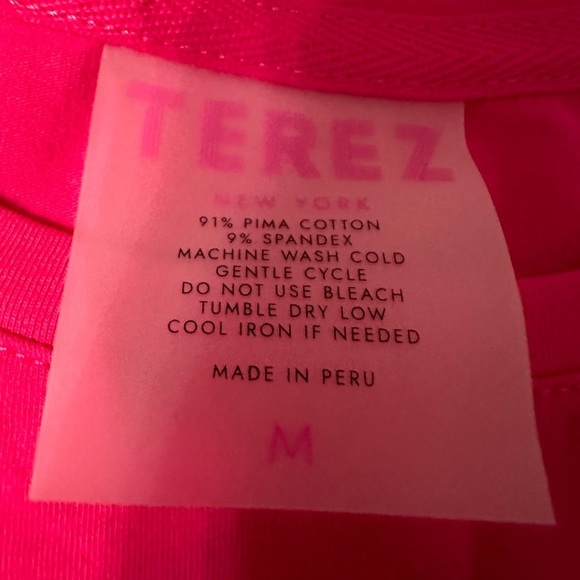 TEREZ
NEW YORK
91% PIMA COTTON
9% SPANDEX
MACHINE WASH COLD
GENTLE CYCLE
DO NOT USE BLEACH
TUMBLE DRY LOW
COOL IRON IF NEEDED
MADE IN PERU
M